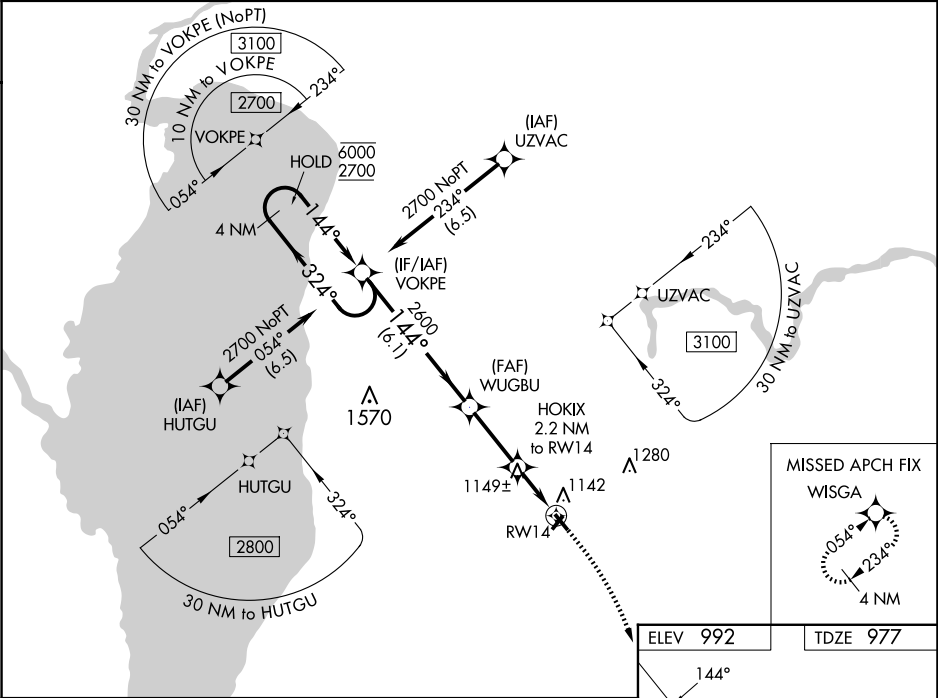 30 NM to VOKPE (NoPT)
3100
10 NM to VOKPE
2700
234°
VOKPE
054°
HOLD
6000
2700
4 NM
144°
324°
(IF/IAF)
VOKPE
(IAF)
UZVAC
2700 NoPT
234°
(6.5)
2700 NoPT
054°
(6.5)
(IAF)
HUTGU
2600
144°
(6.1)
(FAF)
WUGBU
1570
HOKIX
2.2 NM
to RW14
1149±
1142
1280
RW14
234°
UZVAC
3100
324°
30 NM to UZVAC
HUTGU
054°
324°
2800
30 NM to HUTGU
MISSED APCH FIX
WISGA
054°
234°
4 NM
ELEV 992
TDZE 977
144°